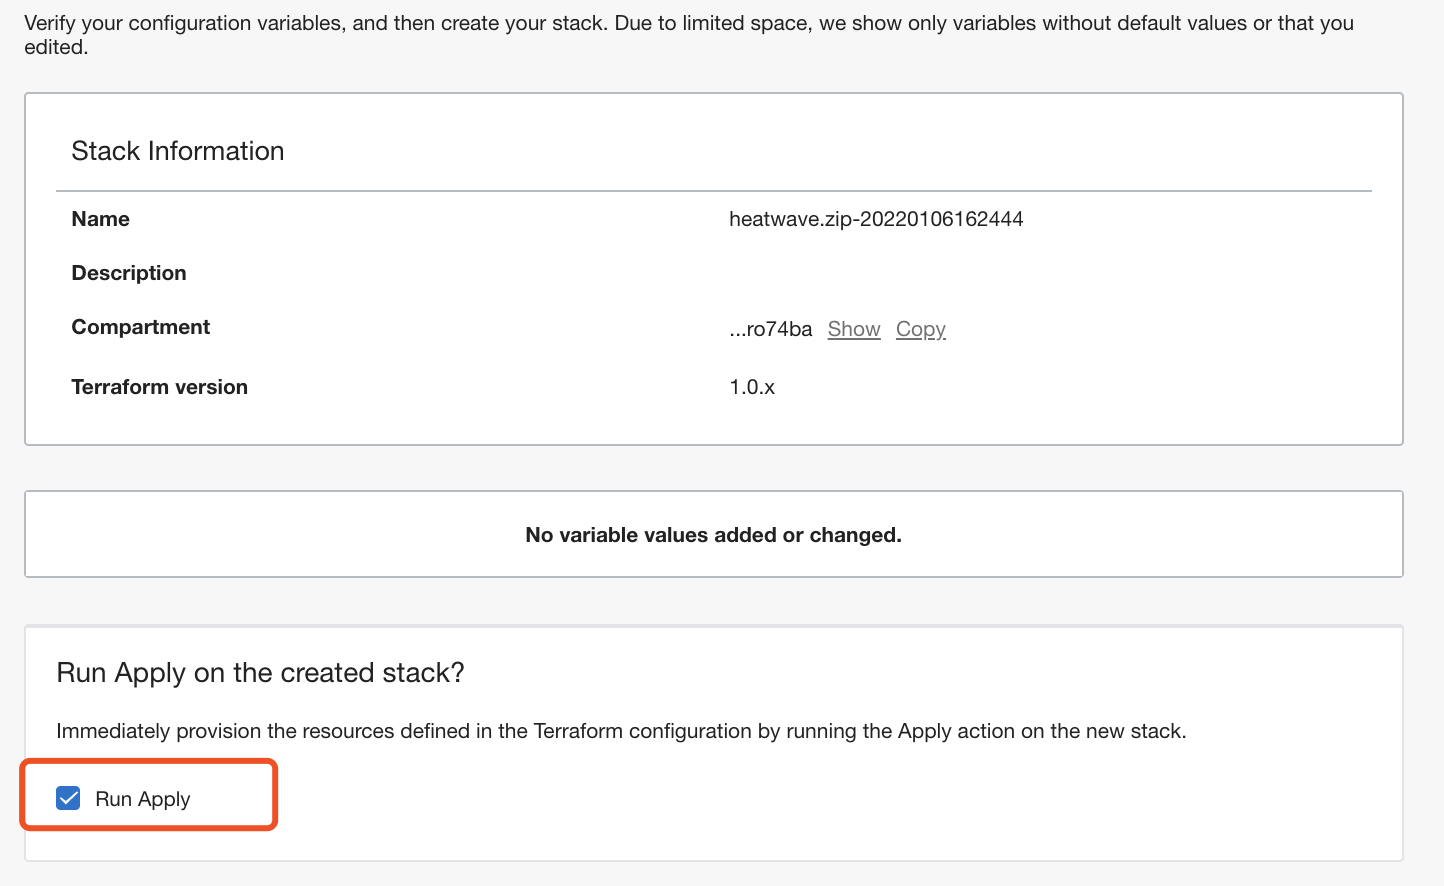 Verify your configuration variables, and then create your stack. Due to limited space, we show only variables without default values or that you
edited.
Stack Information
Name heatwave.zip-20220106162444
Description
Compartment ...ro74ba Show Copy
Terraform version 1.0.x
No variable values added or changed.
Run Apply on the created stack?
Immediately provision the resources defined in the Terraform configuration by running the Apply action on the new stack.
Run Apply